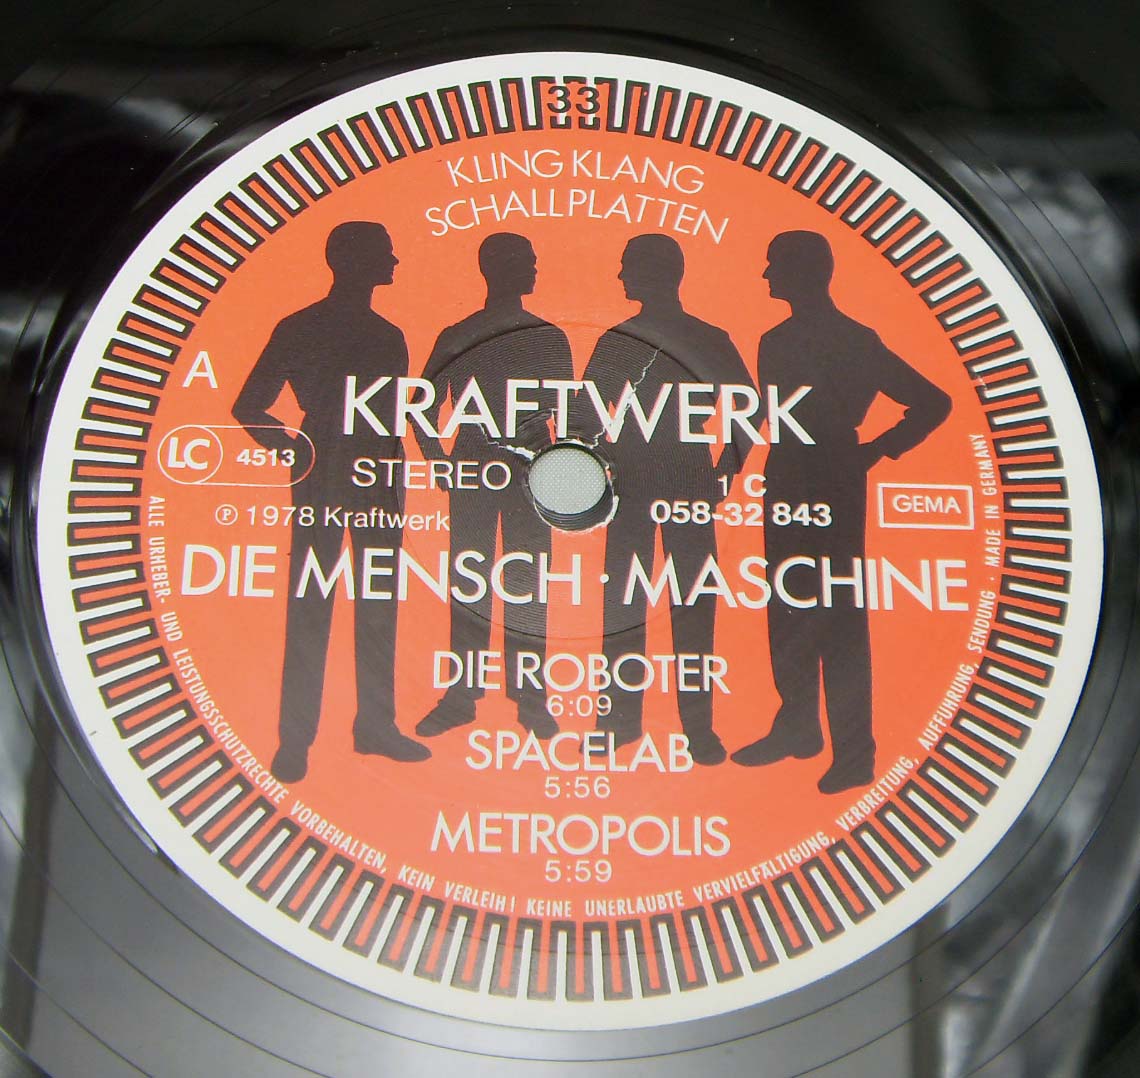 33
KLING KLANG
SCHALLPLATTEN
A
KRAFTWERK
LC 4513
STEREO
1 C
058-32 843
GEMA
Ⓟ 1978 Kraftwerk
DIE MENSCH · MASCHINE
DIE ROBOTER
6:09
SPACELAB
5:56
METROPOLIS
5:59
ALLE URHEBER- UND LEISTUNGSSCHUTZRECHTE VORBEHALTEN, KEIN VERLEIH! KEINE UNERLAUBTE VERVIELFÄLTIGUNG, VERBREITUNG, AUFFÜHRUNG, SENDUNG · MADE IN GERMANY